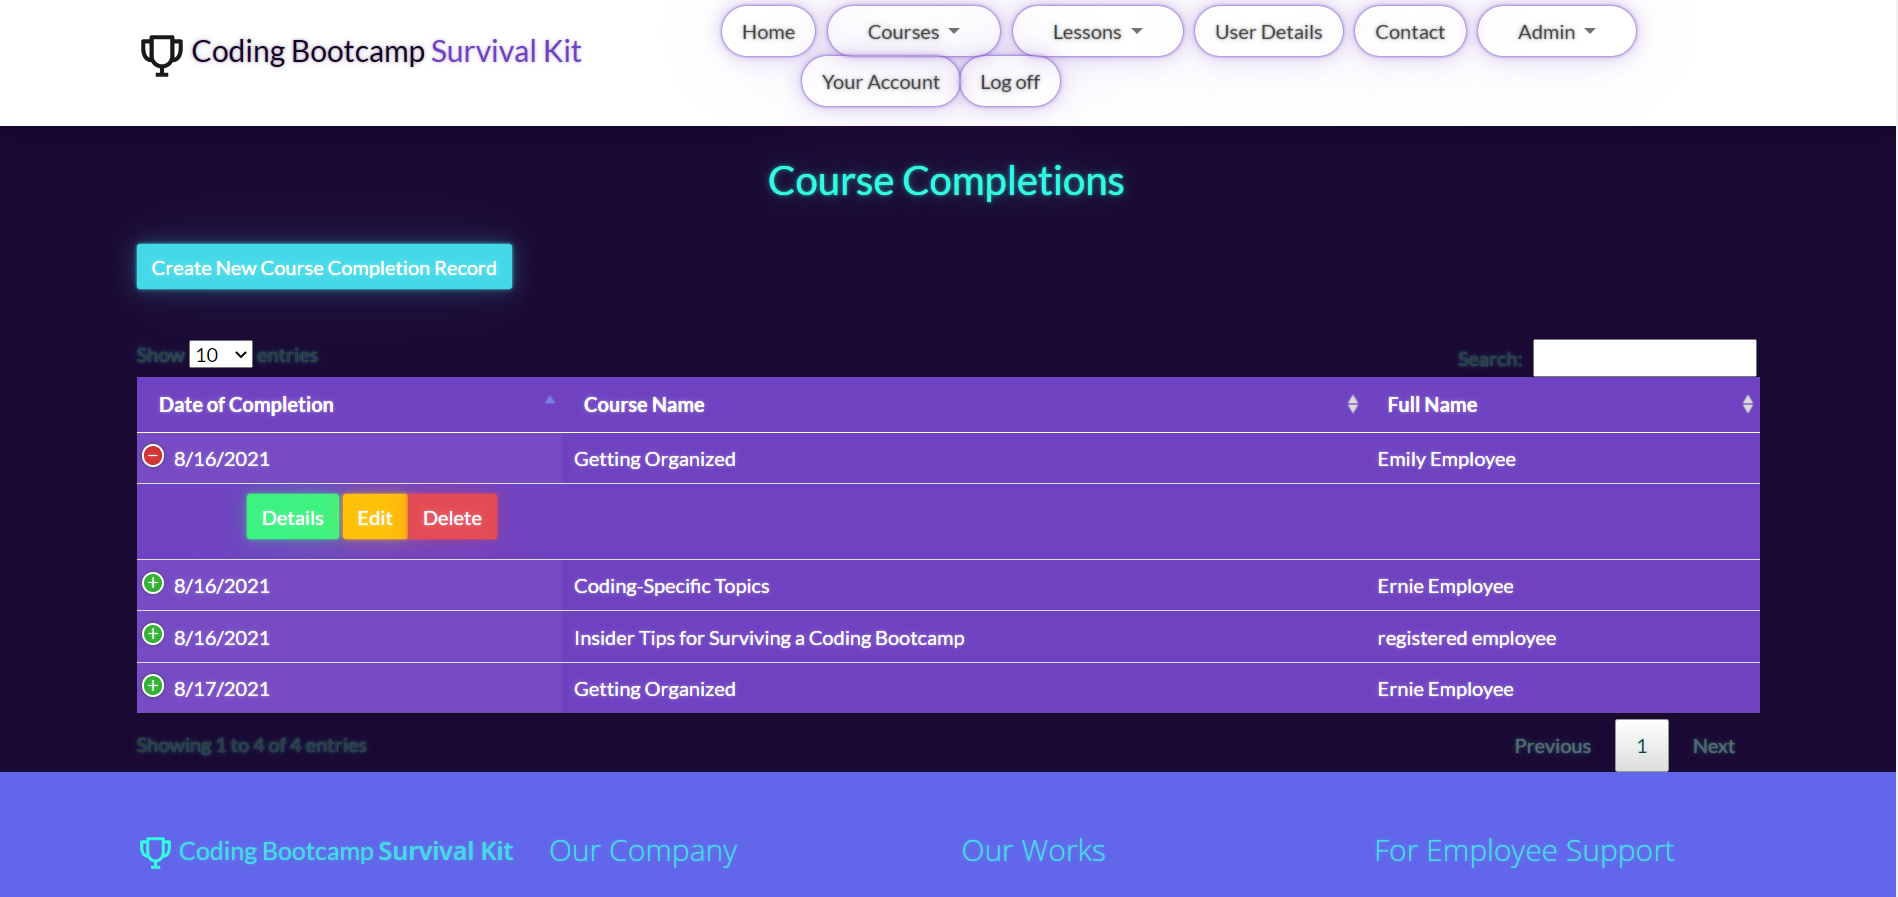 Coding Bootcamp Survival Kit
Home Courses Lessons User Details Contact Admin
Your Account Log off
Course Completions
Create New Course Completion Record
Show 10 entries Search:
Date of Completion Course Name Full Name
8/16/2021 Getting Organized Emily Employee
Details Edit Delete
8/16/2021 Coding-Specific Topics Ernie Employee
8/16/2021 Insider Tips for Surviving a Coding Bootcamp registered employee
8/17/2021 Getting Organized Ernie Employee
Showing 1 to 4 of 4 entries Previous 1 Next
Coding Bootcamp Survival Kit Our Company Our Works For Employee Support